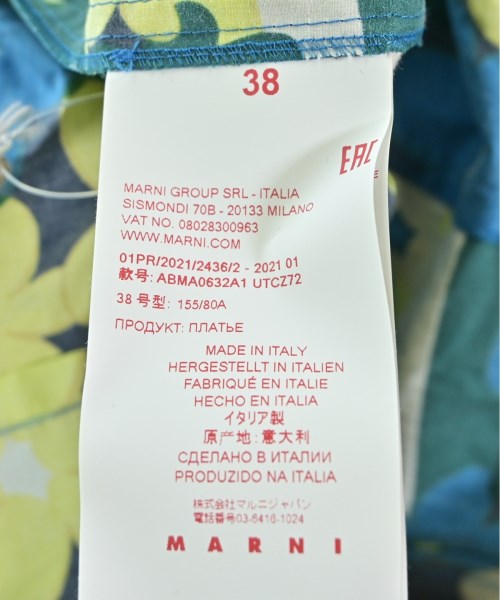 38
EAC
MARNI GROUP SRL - ITALIA
SISMONDI 70B - 20133 MILANO
VAT NO. 08028300963
WWW.MARNI.COM
01PR/2021/2436/2 - 2021 01
款号: ABMA0632A1 UTCZ72
38 号型: 155/80A
ПРОДУКТ: ПЛАТЬЕ
MADE IN ITALY
HERGESTELLT IN ITALIEN
FABRIQUÉ EN ITALIE
HECHO EN ITALIA
イタリア製
原产地: 意大利
СДЕЛАНО В ИТАЛИИ
PRODUZIDO NA ITALIA
株式会社マルニジャパン
電話番号03-6416-1024
MARNI